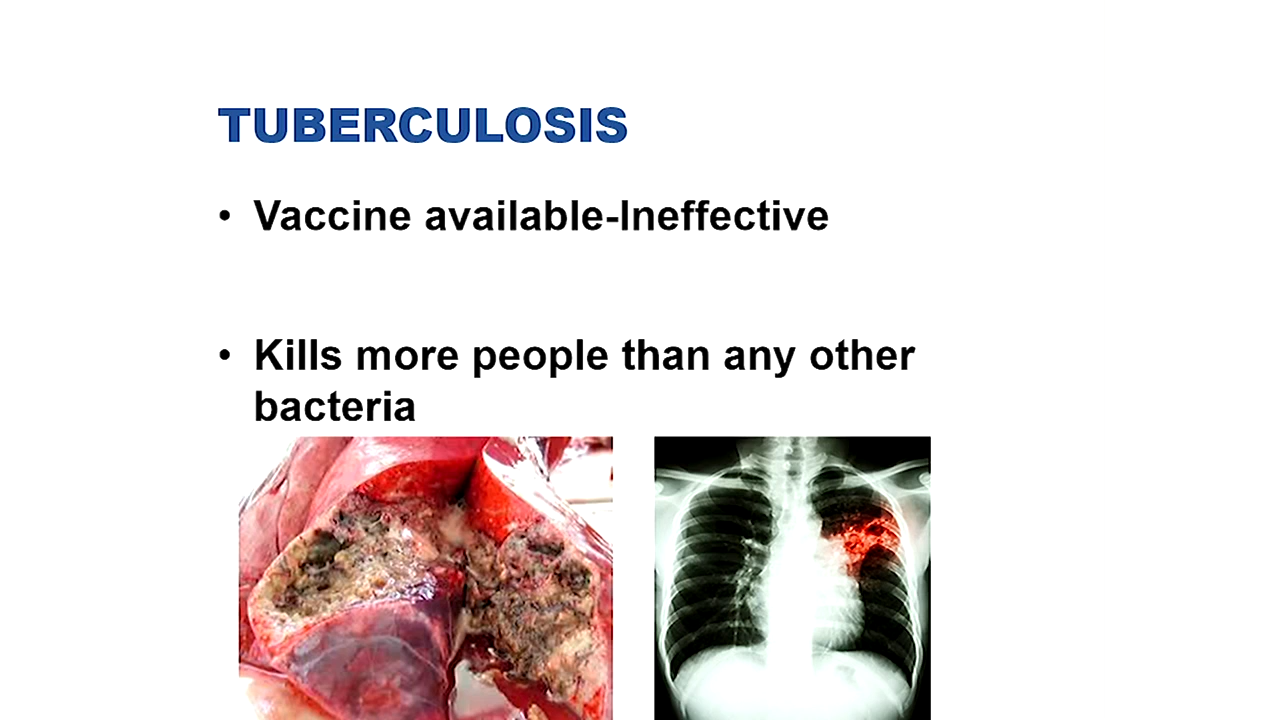 TUBERCULOSIS
• Vaccine available-Ineffective
• Kills more people than any other
bacteria